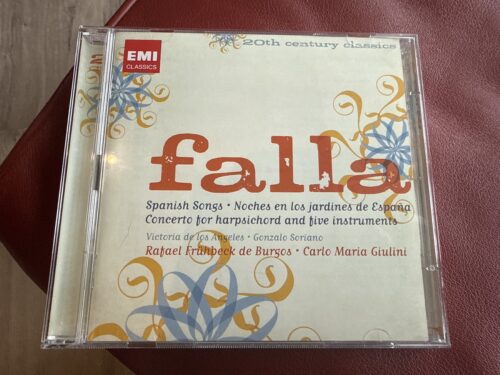 EMI
CLASSICS
20th century classics
falla
Spanish Songs • Noches en los jardines de España
Concerto for harpsichord and five instruments
Victoria de los Angeles • Gonzalo Soriano
Rafael Frühbeck de Burgos • Carlo Maria Giulini